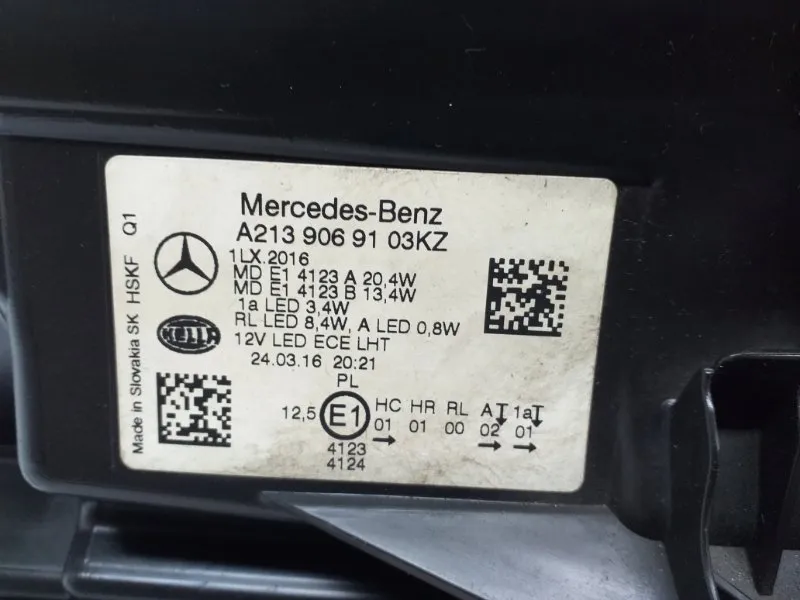 Mercedes-Benz
A213 906 91 03KZ
1LX.2016
MD E1 4123 A 20,4W
MD E1 4123 B 13,4W
1a LED 3,4W
RL LED 8,4W, A LED 0,8W
12V LED ECE LHT
24.03.16 20:21
PL
HELLA
Made in Slovakia SK HSKF Q1
12,5 E1 HC HR RL A 1a
01 01 00 02 01
4123
4124